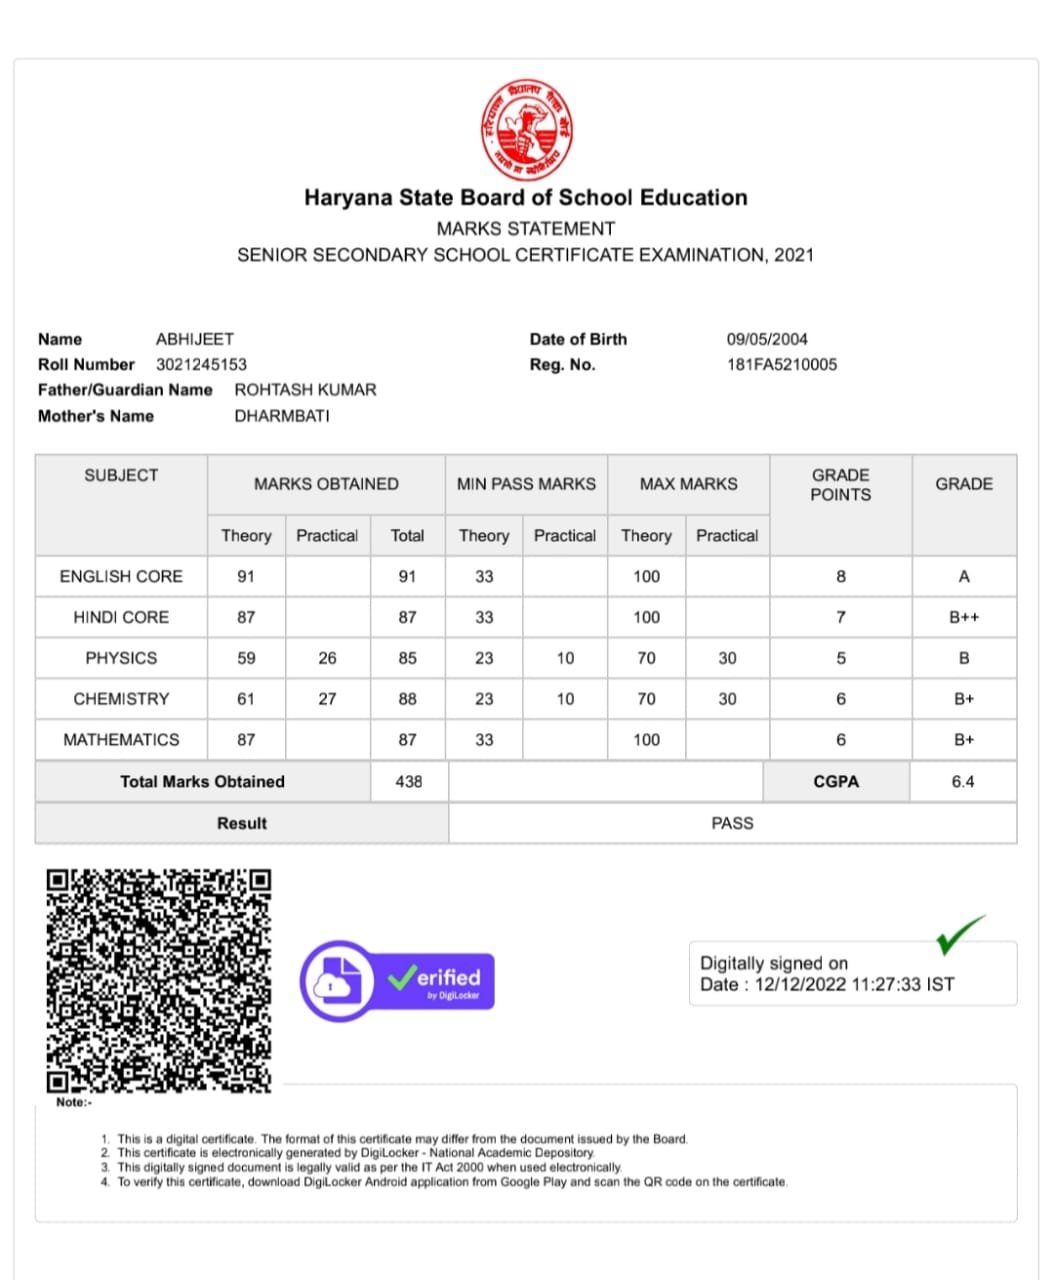 हरियाणा विद्यालय शिक्षा बोर्ड
तमसो मा ज्योतिर्गमय
Haryana State Board of School Education
MARKS STATEMENT
SENIOR SECONDARY SCHOOL CERTIFICATE EXAMINATION, 2021
Name ABHIJEET Date of Birth 09/05/2004
Roll Number 3021245153 Reg. No. 181FA5210005
Father/Guardian Name ROHTASH KUMAR
Mother's Name DHARMBATI
SUBJECT MARKS OBTAINED MIN PASS MARKS MAX MARKS GRADE POINTS GRADE
Theory Practical Total Theory Practical Theory Practical
ENGLISH CORE 91 91 33 100 8 A
HINDI CORE 87 87 33 100 7 B++
PHYSICS 59 26 85 23 10 70 30 5 B
CHEMISTRY 61 27 88 23 10 70 30 6 B+
MATHEMATICS 87 87 33 100 6 B+
Total Marks Obtained 438 CGPA 6.4
Result PASS
Verified
by DigiLocker
Digitally signed on
Date : 12/12/2022 11:27:33 IST
Note:-
1. This is a digital certificate. The format of this certificate may differ from the document issued by the Board.
2. This certificate is electronically generated by DigiLocker - National Academic Depository.
3. This digitally signed document is legally valid as per the IT Act 2000 when used electronically.
4. To verify this certificate, download DigiLocker Android application from Google Play and scan the QR code on the certificate.